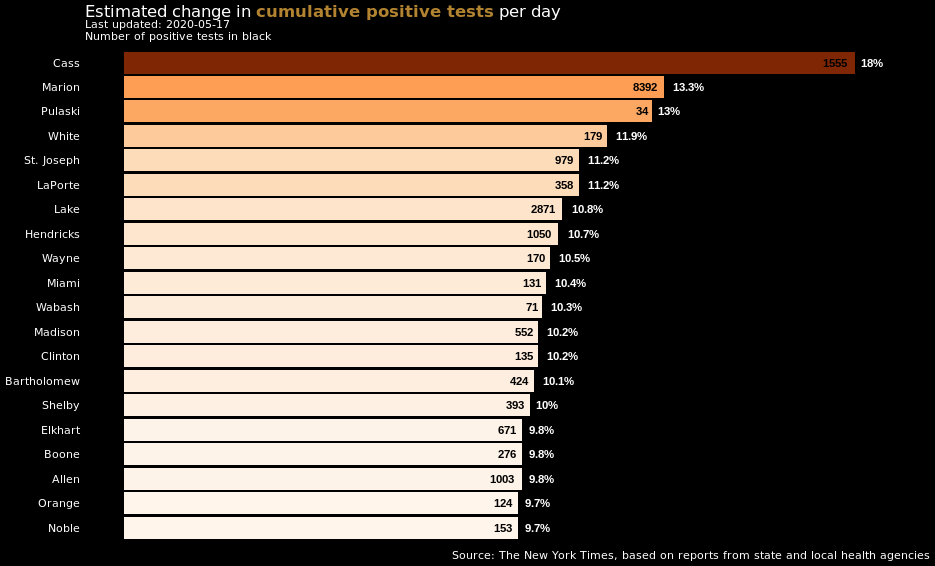 Estimated change in cumulative positive tests per day
Last updated: 2020-05-17
Number of positive tests in black
Cass 1555 18%
Marion 8392 13.3%
Pulaski 34 13%
White 179 11.9%
St. Joseph 979 11.2%
LaPorte 358 11.2%
Lake 2871 10.8%
Hendricks 1050 10.7%
Wayne 170 10.5%
Miami 131 10.4%
Wabash 71 10.3%
Madison 552 10.2%
Clinton 135 10.2%
Bartholomew 424 10.1%
Shelby 393 10%
Elkhart 671 9.8%
Boone 276 9.8%
Allen 1003 9.8%
Orange 124 9.7%
Noble 153 9.7%
Source: The New York Times, based on reports from state and local health agencies